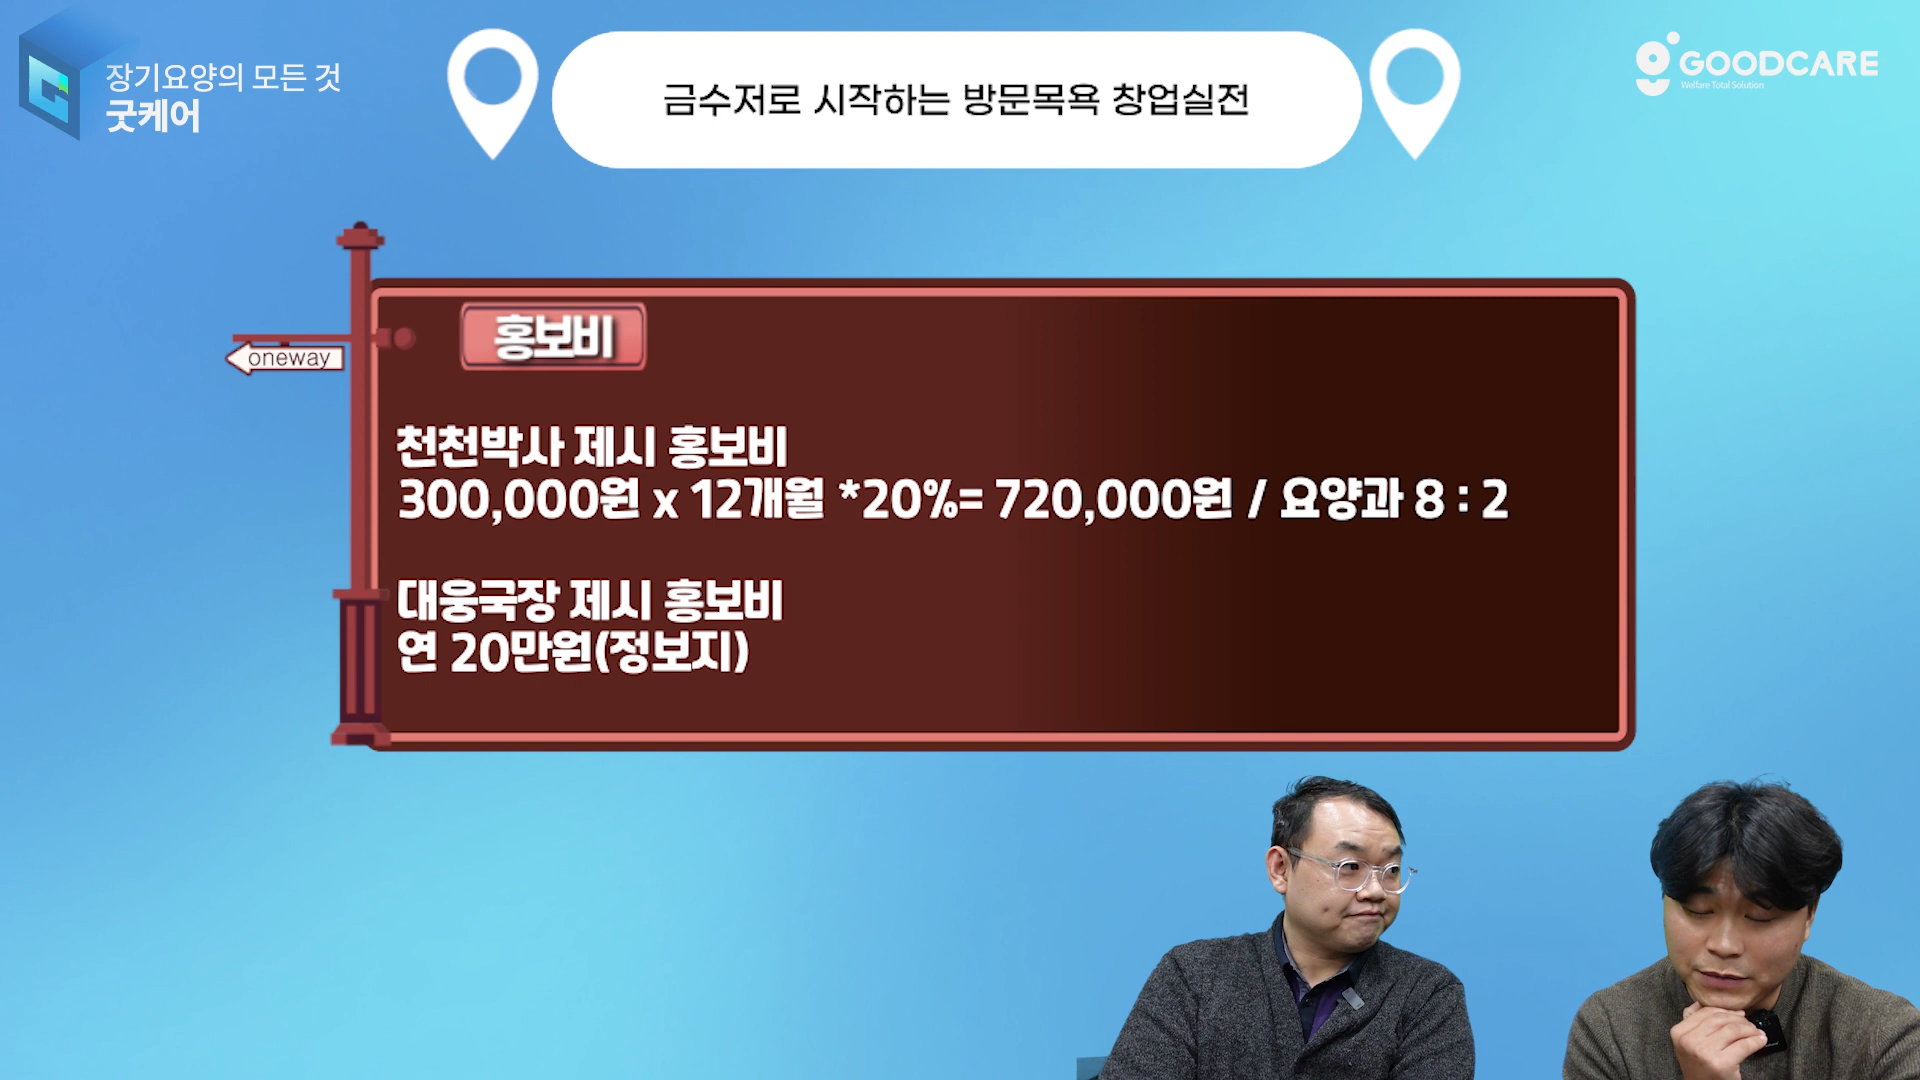 장기요양의 모든 것
굿케어
금수저로 시작하는 방문목욕 창업실전
GOODCARE
Welfare Total Solution
oneway
홍보비
천천박사 제시 홍보비
300,000원 x 12개월 *20%= 720,000원 / 요양과 8 : 2
대웅국장 제시 홍보비
연 20만원(정보지)